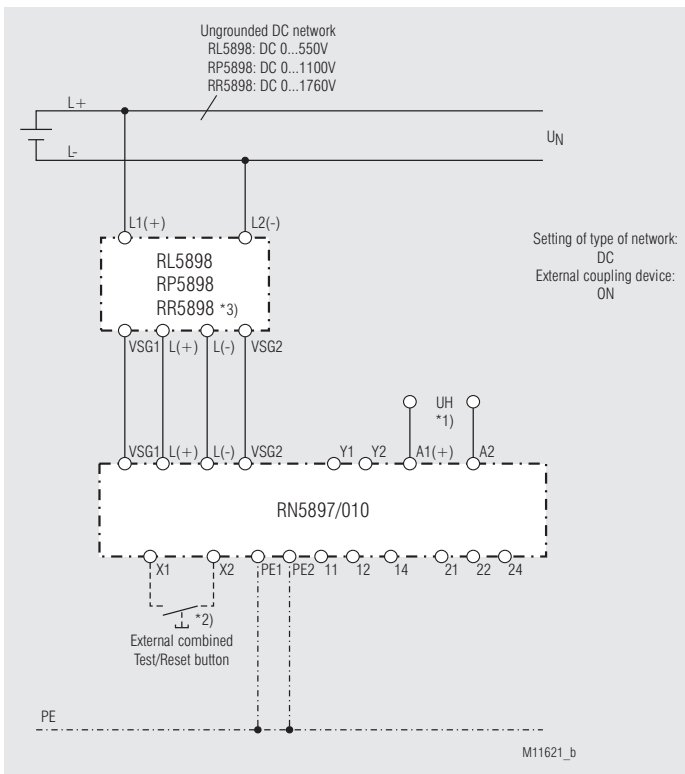 Ungrounded DC network
RL5898: DC 0...550V
RP5898: DC 0...1100V
RR5898: DC 0...1760V
L+
UN
L-
L1(+) L2(-)
Setting of type of network:
DC
External coupling device:
ON
RL5898
RP5898
RR5898 *3)
VSG1 L(+) L(-) VSG2
UH
*1)
VSG1 L(+) L(-) VSG2 Y1 Y2 A1(+) A2
RN5897/010
X1 X2 PE1 PE2 11 12 14 21 22 24
*2)
External combined
Test/Reset button
PE
M11621_b